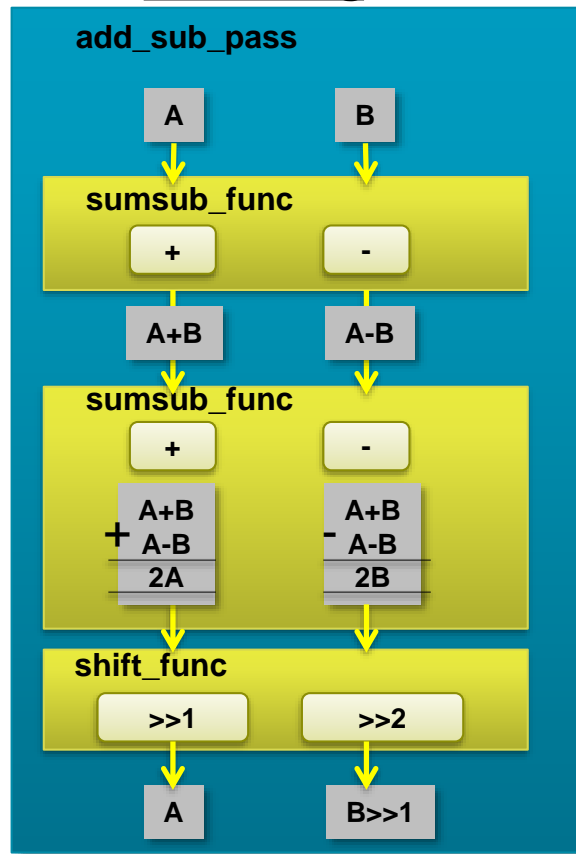 add_sub_pass
A B
sumsub_func
+ -
A+B A-B
sumsub_func
+ -
A+B A+B
+ A-B - A-B
2A 2B
shift_func
>>1 >>2
A B>>1